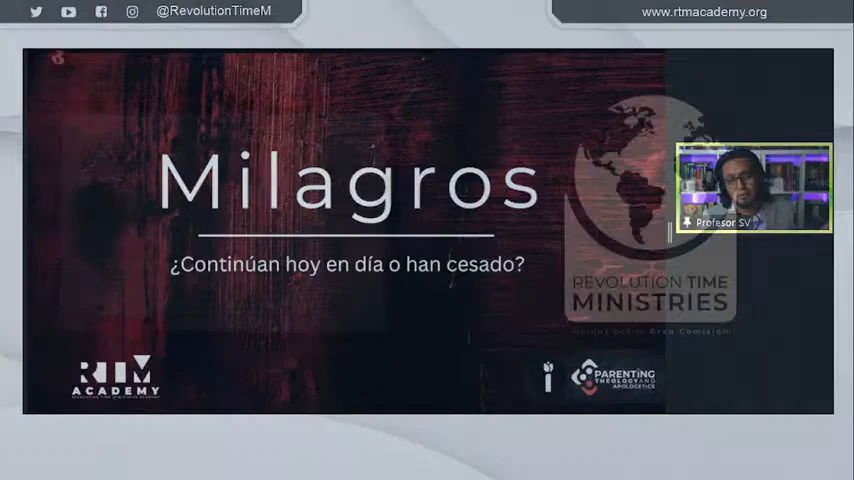 @RevolutionTimeM
www.rtmacademy.org
Milagros
¿Continúan hoy en día o han cesado?
Profesor SV
REVOLUTION TIME
MINISTRIES
RTM
ACADEMY
PARENTING
THEOLOGY AND
APOLOGETICS